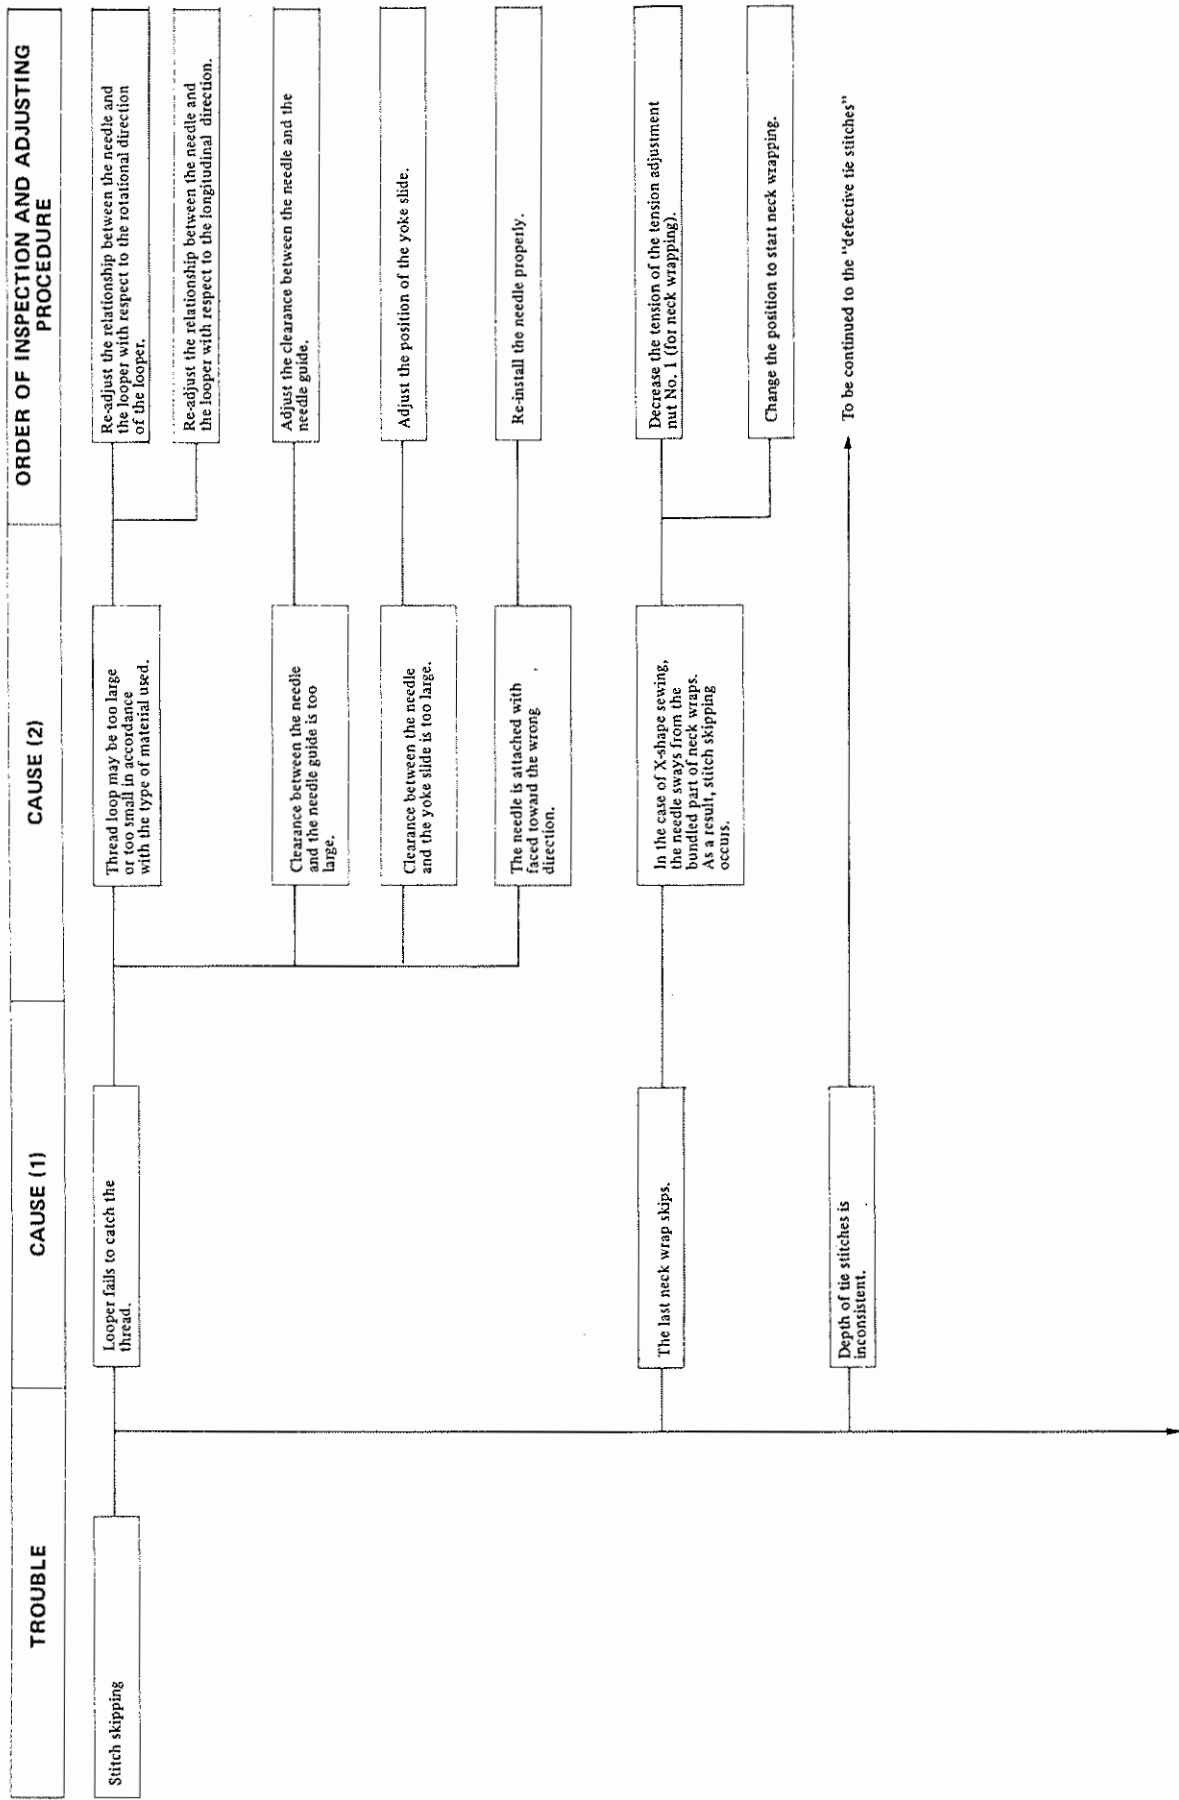 TROUBLE
CAUSE (1)
CAUSE (2)
ORDER OF INSPECTION AND ADJUSTING
PROCEDURE
Stitch skipping
Looper fails to catch the
thread.
Thread loop may be too large
or too small in accordance
with the type of material used.
Re-adjust the relationship between the needle and
the looper with respect to the rotational direction
of the looper.
Re-adjust the relationship between the needle and
the looper with respect to the longitudinal direction.
Clearance between the needle
and the needle guide is too
large.
Adjust the clearance between the needle and the
needle guide.
Clearance between the needle
and the yoke slide is too large.
Adjust the position of the yoke slide.
The needle is attached with
faced toward the wrong
direction.
Re-install the needle properly.
The last neck wrap skips.
In the case of X-shape sewing,
the needle sways from the
bundled part of neck wraps.
As a result, stitch skipping
occurs.
Decrease the tension of the tension adjustment
nut No. 1 (for neck wrapping).
Change the position to start neck wrapping.
Depth of tie stitches is
inconsistent.
To be continued to the "defective tie stitches"